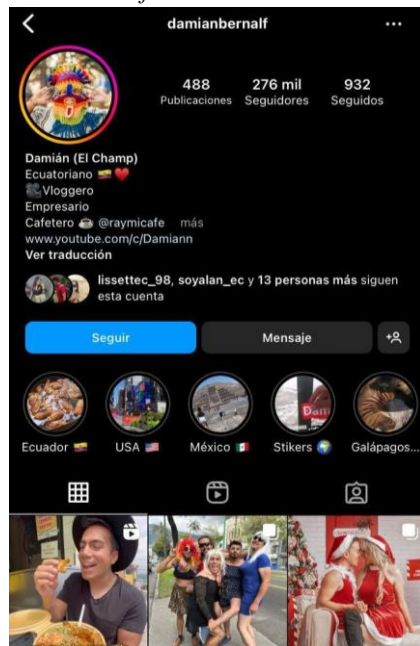 damianbernalf
488 276 mil 932
Publicaciones Seguidores Seguidos
Damián (El Champ)
Ecuatoriano
Vloggero
Empresario
Cafetero @raymicafe más
www.youtube.com/c/Damiann
Ver traducción
lissettec_98, soyalan_ec y 13 personas más siguen
esta cuenta
Seguir Mensaje
Dam
Ecuador USA México Stikers Galápagos...